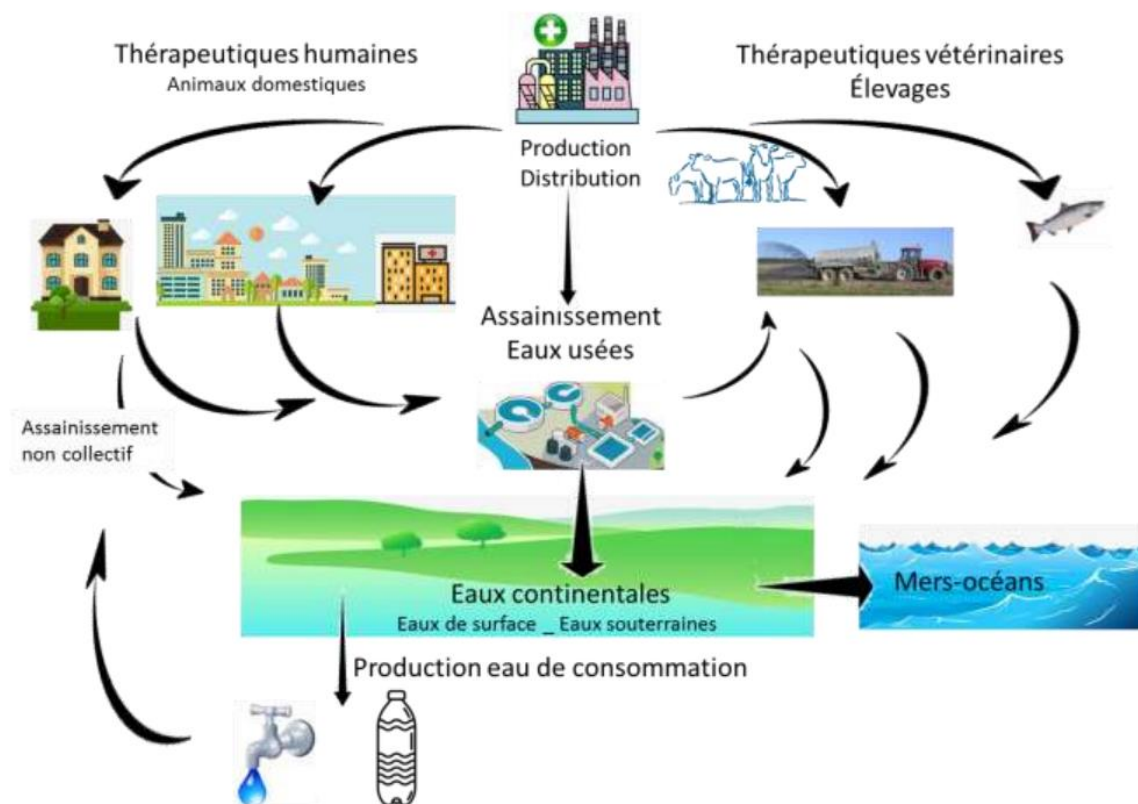 Thérapeutiques humaines
Animaux domestiques
Thérapeutiques vétérinaires
Élevages
Production
Distribution
Assainissement
Eaux usées
Assainissement
non collectif
Eaux continentales
Eaux de surface _ Eaux souterraines
Mers-océans
Production eau de consommation